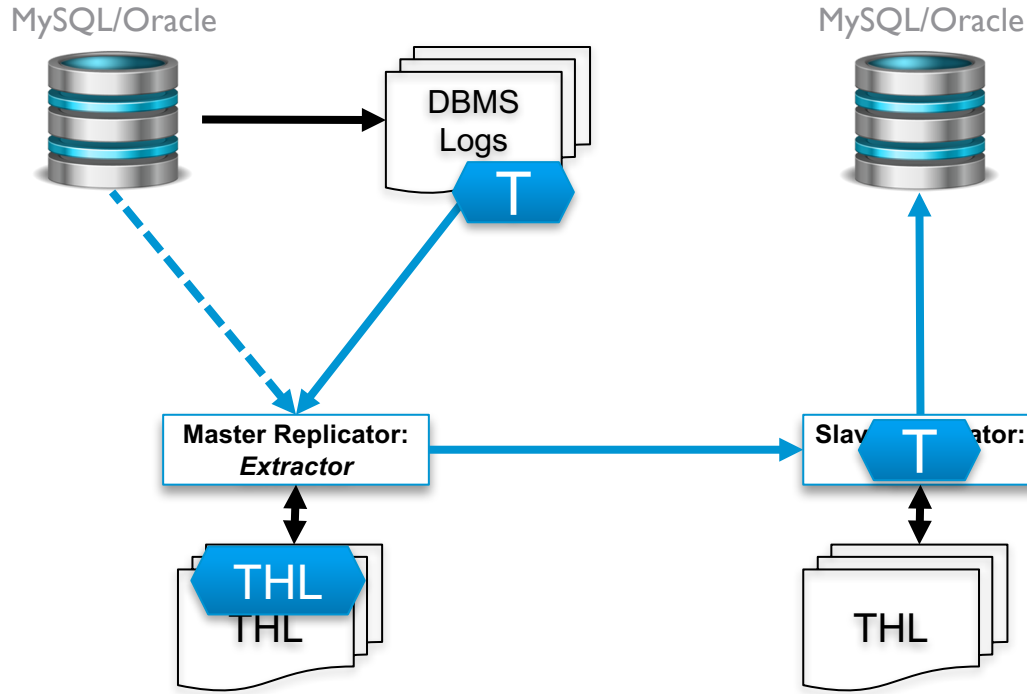 MySQL/Oracle
MySQL/Oracle
DBMS
Logs
T
Master Replicator:
Extractor
T
THL
THL
THL